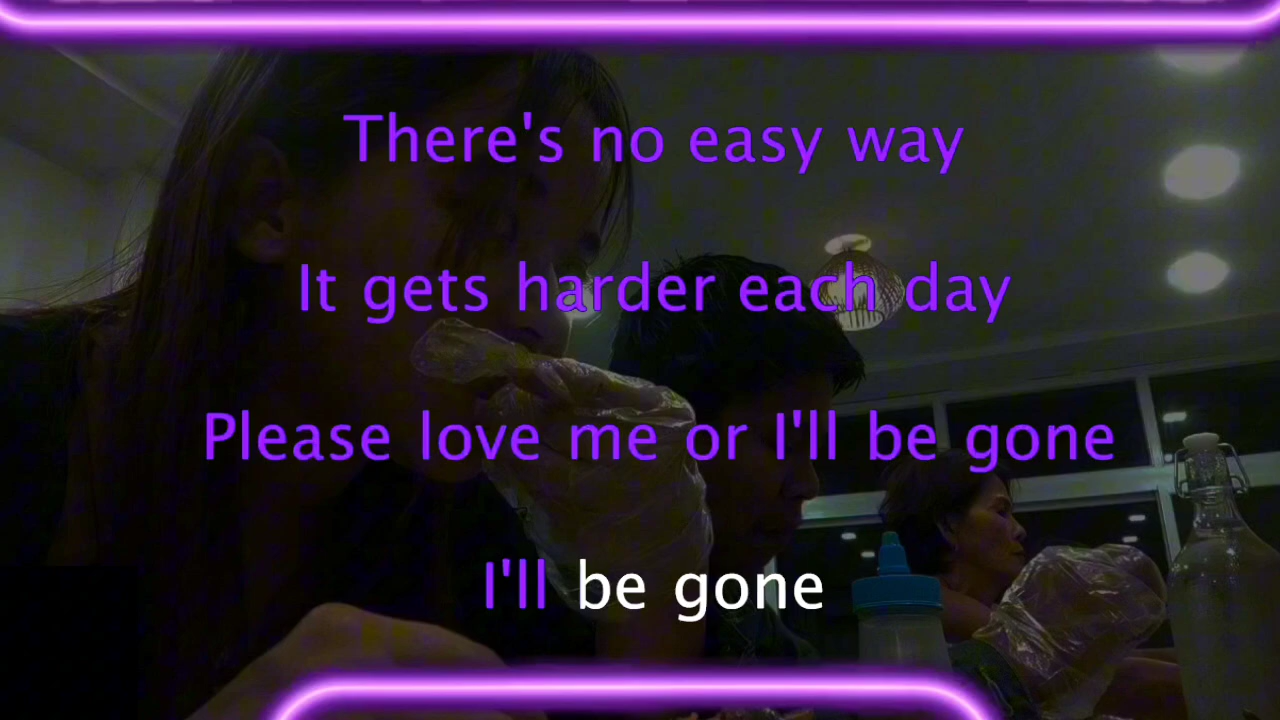 There's no easy way
It gets harder each day
Please love me or I'll be gone
I'll be gone